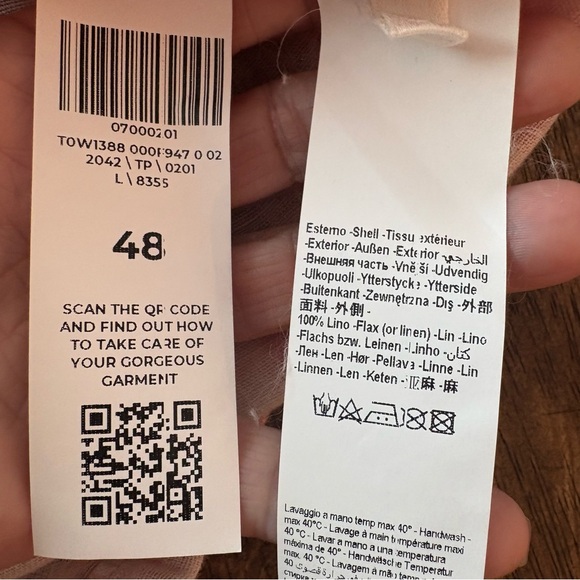 07000201
T0W1388 000F947 0 02
2042 \ TP \ 0201
L \ 8355
48
SCAN THE QR CODE
AND FIND OUT HOW
TO TAKE CARE OF
YOUR GORGEOUS
GARMENT
Esterno -Shell -Tissu extérieur
-Exterior -Außen -Exterior الخارجي-
-Внешняя часть -Vnější -Udvendig
-Ulkopuoli -Ytterstycke -Ytterside
-Buitenkant -Zewnętrzna -Dış -外部
面料 -外側 -
100% Lino -Flax (or linen) -Lin -Lino
-Flachs bzw. Leinen -Linho -كتان
-Лен -Len -Hør -Pellava -Linne -Lin
-Linnen -Len -Keten -亚麻 -麻
Lavaggio a mano temp max 40° - Handwash -
max 40°C - Lavage à main température maxi
40 °C - Lavar a mano a una temperatura
máxima de 40° - Handwäsche Temperatur
max. 40 °C - Lavagem à mão temp
40